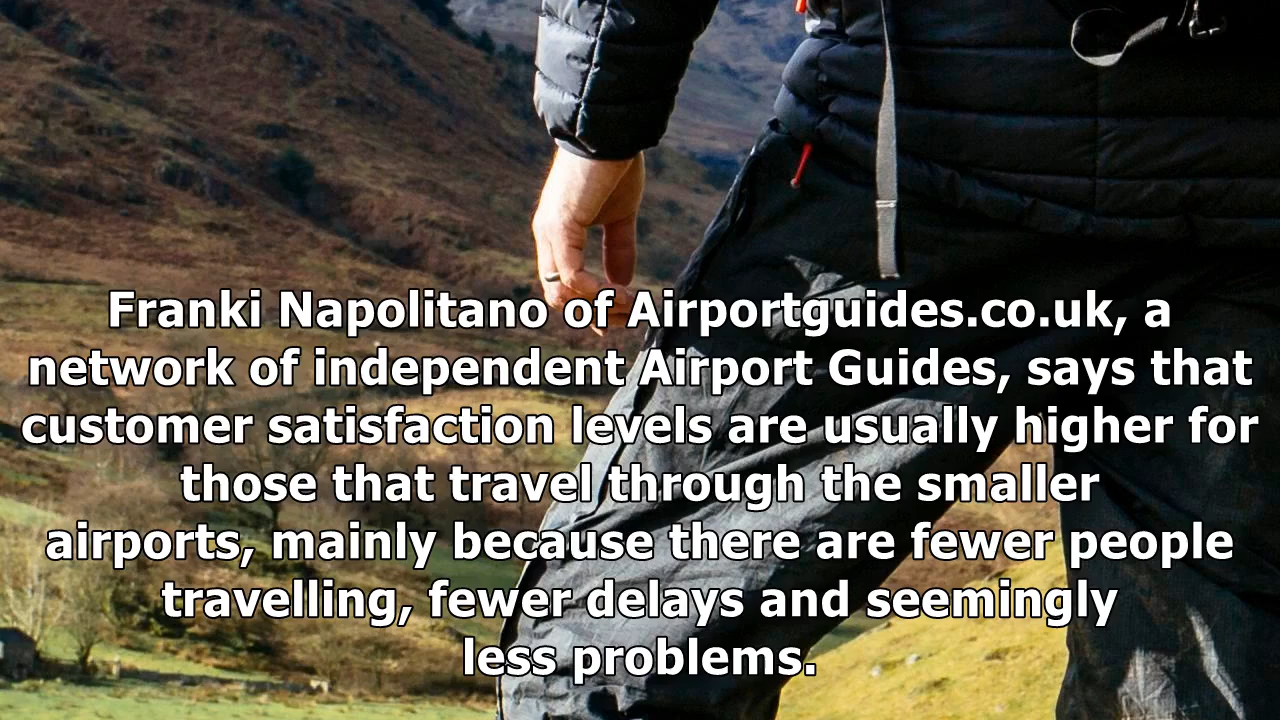 Franki Napolitano of Airportguides.co.uk, a
network of independent Airport Guides, says that
customer satisfaction levels are usually higher for
those that travel through the smaller
airports, mainly because there are fewer people
travelling, fewer delays and seemingly
less problems.